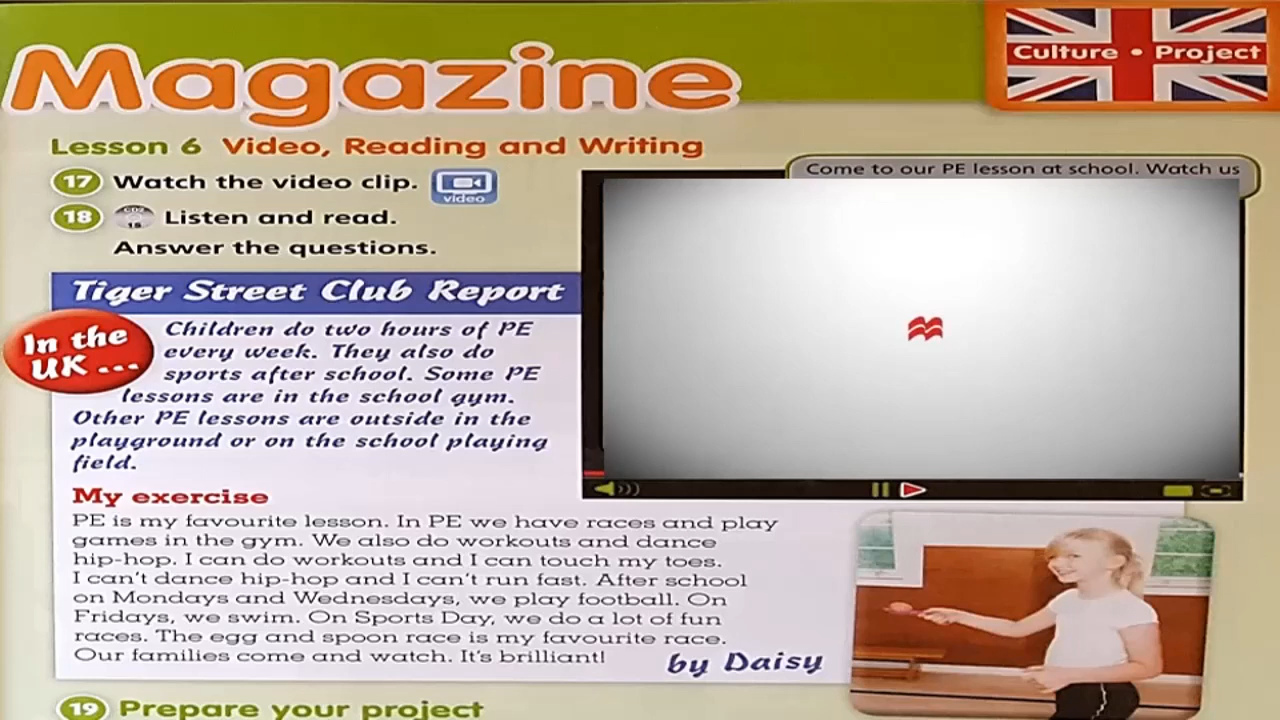 Magazine
Culture • Project
Lesson 6 Video, Reading and Writing
17 Watch the video clip.
video
18 Listen and read.
Answer the questions.
Come to our PE lesson at school. Watch us
Tiger Street Club Report
In the
UK ...
Children do two hours of PE
every week. They also do
sports after school. Some PE
lessons are in the school gym.
Other PE lessons are outside in the
playground or on the school playing
field.
My exercise
PE is my favourite lesson. In PE we have races and play
games in the gym. We also do workouts and dance
hip-hop. I can do workouts and I can touch my toes.
I can't dance hip-hop and I can't run fast. After school
on Mondays and Wednesdays, we play football. On
Fridays, we swim. On Sports Day, we do a lot of fun
races. The egg and spoon race is my favourite race.
Our families come and watch. It's brilliant!
by Daisy
19 Prepare your project